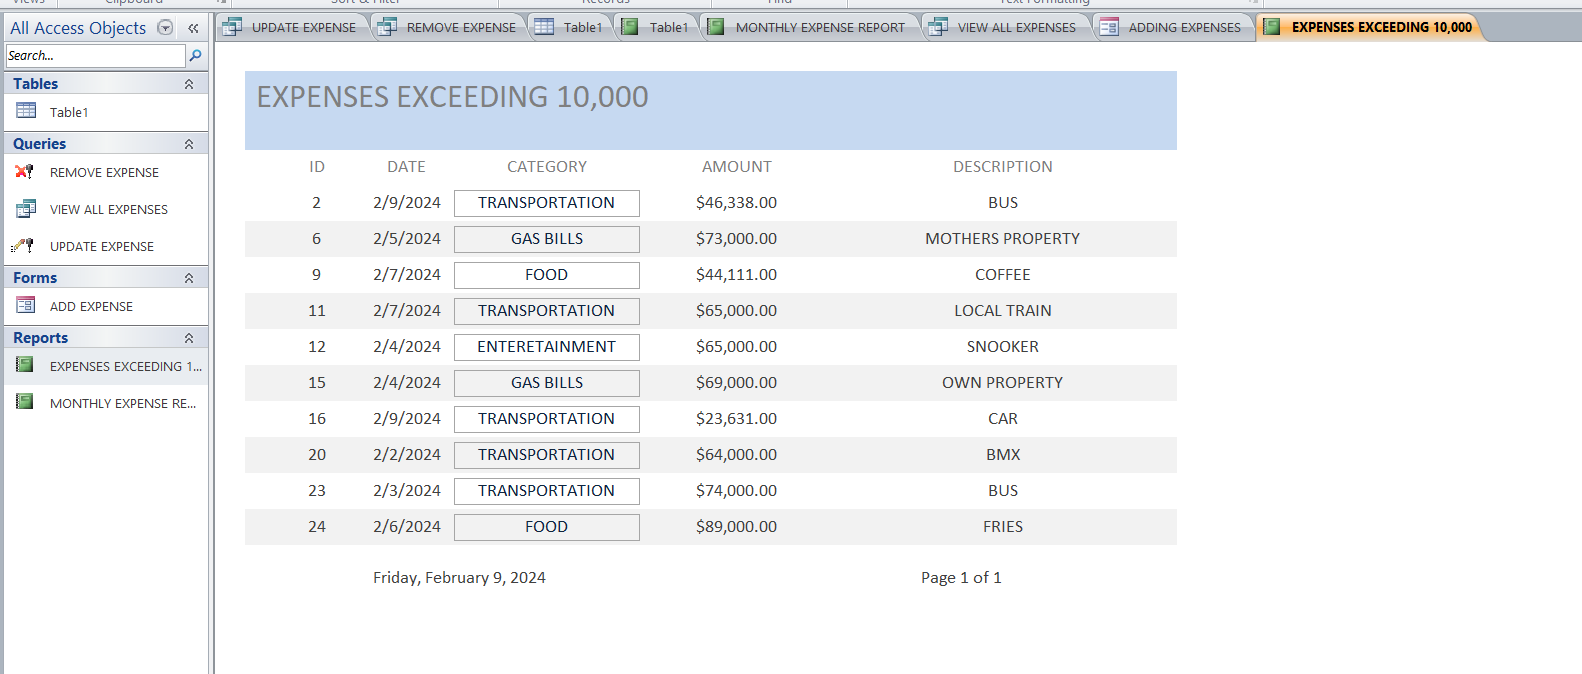 Views Clipboard Sort & Filter Records Find Text Formatting
All Access Objects
UPDATE EXPENSE REMOVE EXPENSE Table1 Table1 MONTHLY EXPENSE REPORT VIEW ALL EXPENSES ADDING EXPENSES EXPENSES EXCEEDING 10,000
Search...
Tables
Table1
Queries
REMOVE EXPENSE
VIEW ALL EXPENSES
UPDATE EXPENSE
Forms
ADD EXPENSE
Reports
EXPENSES EXCEEDING 1...
MONTHLY EXPENSE RE...
EXPENSES EXCEEDING 10,000
ID DATE CATEGORY AMOUNT DESCRIPTION
2 2/9/2024 TRANSPORTATION $46,338.00 BUS
6 2/5/2024 GAS BILLS $73,000.00 MOTHERS PROPERTY
9 2/7/2024 FOOD $44,111.00 COFFEE
11 2/7/2024 TRANSPORTATION $65,000.00 LOCAL TRAIN
12 2/4/2024 ENTERETAINMENT $65,000.00 SNOOKER
15 2/4/2024 GAS BILLS $69,000.00 OWN PROPERTY
16 2/9/2024 TRANSPORTATION $23,631.00 CAR
20 2/2/2024 TRANSPORTATION $64,000.00 BMX
23 2/3/2024 TRANSPORTATION $74,000.00 BUS
24 2/6/2024 FOOD $89,000.00 FRIES
Friday, February 9, 2024 Page 1 of 1